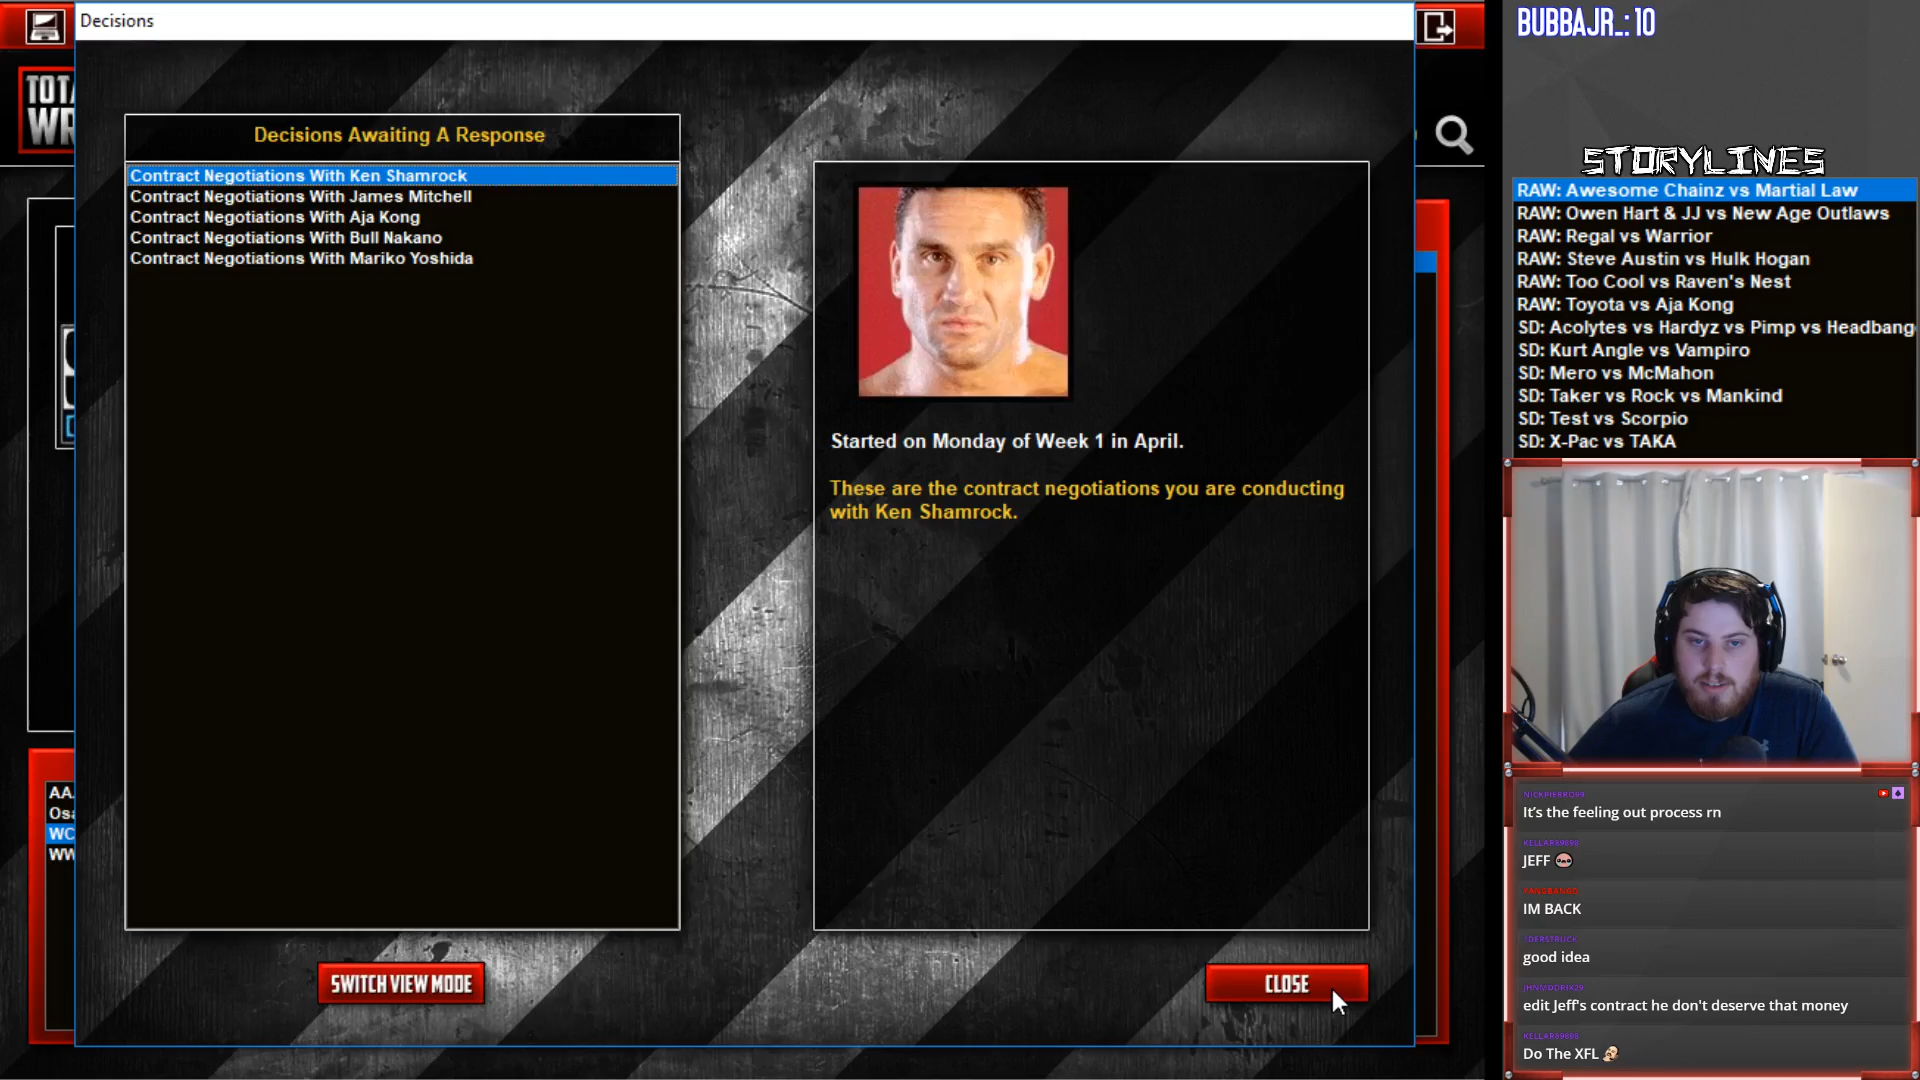 Decisions
TOTA
WR
Decisions Awaiting A Response
Contract Negotiations With Ken Shamrock
Contract Negotiations With James Mitchell
Contract Negotiations With Aja Kong
Contract Negotiations With Bull Nakano
Contract Negotiations With Mariko Yoshida
Started on Monday of Week 1 in April.
These are the contract negotiations you are conducting
with Ken Shamrock.
AA
Osa
WC
WW
SWITCH VIEW MODE
CLOSE
BUBBAJR_: 10
STORYLINES
RAW: Awesome Chainz vs Martial Law
RAW: Owen Hart & JJ vs New Age Outlaws
RAW: Regal vs Warrior
RAW: Steve Austin vs Hulk Hogan
RAW: Too Cool vs Raven's Nest
RAW: Toyota vs Aja Kong
SD: Acolytes vs Hardyz vs Pimp vs Headbang
SD: Kurt Angle vs Vampiro
SD: Mero vs McMahon
SD: Taker vs Rock vs Mankind
SD: Test vs Scorpio
SD: X-Pac vs TAKA
It's the feeling out process rn
JEFF
IM BACK
good idea
edit Jeff's contract he don't deserve that money
Do The XFL